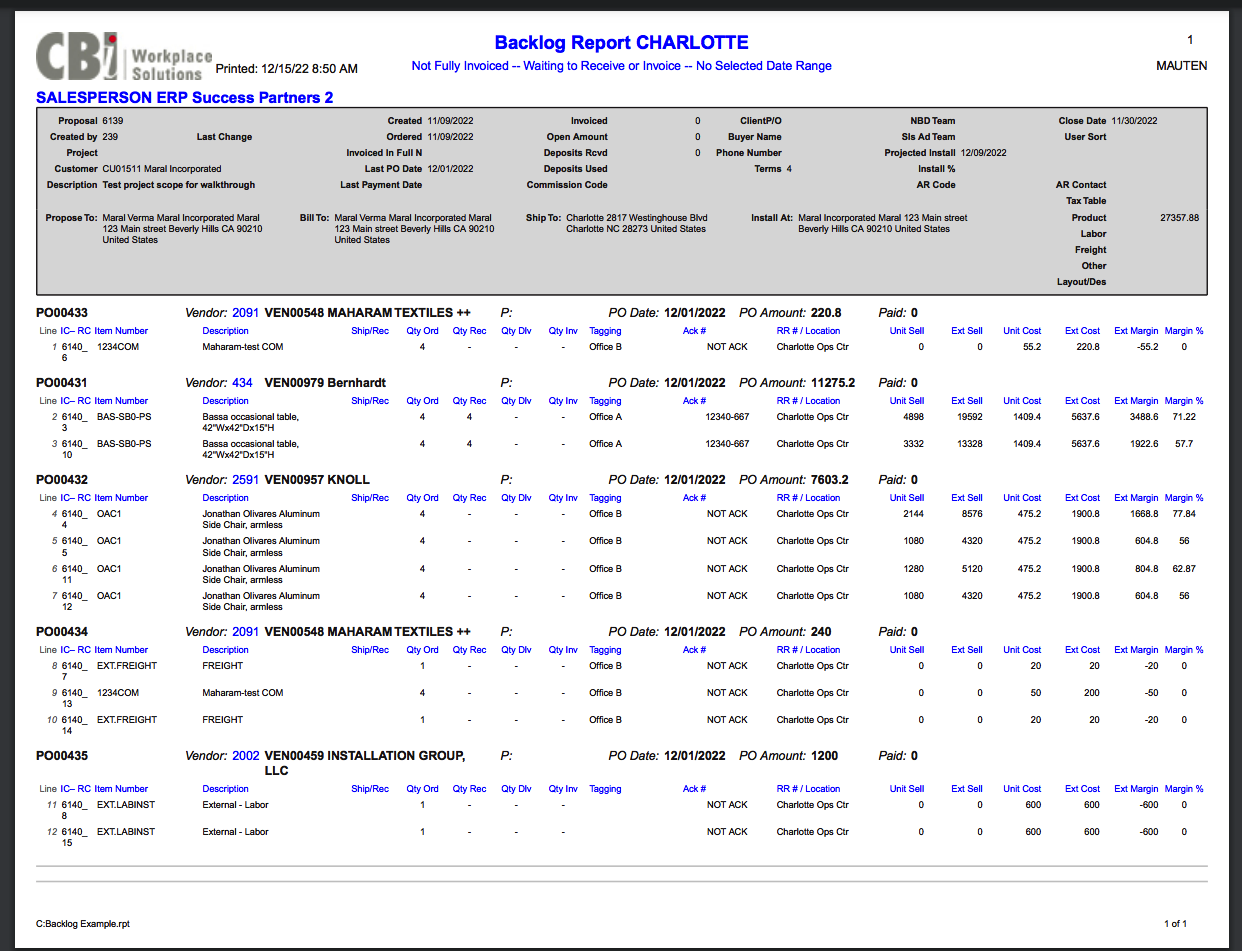 CBi Workplace Solutions
Printed: 12/15/22 8:50 AM
Backlog Report CHARLOTTE
1
Not Fully Invoiced -- Waiting to Receive or Invoice -- No Selected Date Range
MAUTEN
SALESPERSON ERP Success Partners 2
Proposal 6139 Created 11/09/2022 Invoiced 0 ClientP/O NBD Team Close Date 11/30/2022
Created by 239 Last Change Ordered 11/09/2022 Open Amount 0 Buyer Name Sls Ad Team User Sort
Project Invoiced In Full N Deposits Rcvd 0 Phone Number Projected Install 12/09/2022
Customer CU01511 Maral Incorporated Last PO Date 12/01/2022 Deposits Used Terms 4 Install %
Description Test project scope for walkthrough Last Payment Date Commission Code AR Code AR Contact
Tax Table
Propose To: Maral Verma Maral Incorporated Maral Bill To: Maral Verma Maral Incorporated Maral Ship To: Charlotte 2817 Westinghouse Blvd Install At: Maral Incorporated Maral 123 Main street Product 27357.88
123 Main street Beverly Hills CA 90210 123 Main street Beverly Hills CA 90210 Charlotte NC 28273 United States Beverly Hills CA 90210 United States
Labor
United States United States
Freight
Other
Layout/Des
PO00433 Vendor: 2091 VEN00548 MAHARAM TEXTILES ++ P: PO Date: 12/01/2022 PO Amount: 220.8 Paid: 0
Line IC– RC Item Number Description Ship/Rec Qty Ord Qty Rec Qty Dlv Qty Inv Tagging Ack # RR # / Location Unit Sell Ext Sell Unit Cost Ext Cost Ext Margin Margin %
1 6140_ 1234COM Maharam-test COM 4 - - - Office B NOT ACK Charlotte Ops Ctr 0 0 55.2 220.8 -55.2 0
6
PO00431 Vendor: 434 VEN00979 Bernhardt P: PO Date: 12/01/2022 PO Amount: 11275.2 Paid: 0
Line IC– RC Item Number Description Ship/Rec Qty Ord Qty Rec Qty Dlv Qty Inv Tagging Ack # RR # / Location Unit Sell Ext Sell Unit Cost Ext Cost Ext Margin Margin %
2 6140_ BAS-SB0-PS Bassa occasional table, 4 4 - - Office A 12340-667 Charlotte Ops Ctr 4898 19592 1409.4 5637.6 3488.6 71.22
3 42"Wx42"Dx15"H
3 6140_ BAS-SB0-PS Bassa occasional table, 4 4 - - Office A 12340-667 Charlotte Ops Ctr 3332 13328 1409.4 5637.6 1922.6 57.7
10 42"Wx42"Dx15"H
PO00432 Vendor: 2591 VEN00957 KNOLL P: PO Date: 12/01/2022 PO Amount: 7603.2 Paid: 0
Line IC– RC Item Number Description Ship/Rec Qty Ord Qty Rec Qty Dlv Qty Inv Tagging Ack # RR # / Location Unit Sell Ext Sell Unit Cost Ext Cost Ext Margin Margin %
4 6140_ OAC1 Jonathan Olivares Aluminum 4 - - - Office B NOT ACK Charlotte Ops Ctr 2144 8576 475.2 1900.8 1668.8 77.84
4 Side Chair, armless
5 6140_ OAC1 Jonathan Olivares Aluminum 4 - - - Office B NOT ACK Charlotte Ops Ctr 1080 4320 475.2 1900.8 604.8 56
5 Side Chair, armless
6 6140_ OAC1 Jonathan Olivares Aluminum 4 - - - Office B NOT ACK Charlotte Ops Ctr 1280 5120 475.2 1900.8 804.8 62.87
11 Side Chair, armless
7 6140_ OAC1 Jonathan Olivares Aluminum 4 - - - Office B NOT ACK Charlotte Ops Ctr 1080 4320 475.2 1900.8 604.8 56
12 Side Chair, armless
PO00434 Vendor: 2091 VEN00548 MAHARAM TEXTILES ++ P: PO Date: 12/01/2022 PO Amount: 240 Paid: 0
Line IC– RC Item Number Description Ship/Rec Qty Ord Qty Rec Qty Dlv Qty Inv Tagging Ack # RR # / Location Unit Sell Ext Sell Unit Cost Ext Cost Ext Margin Margin %
8 6140_ EXT.FREIGHT FREIGHT 1 - - - Office B NOT ACK Charlotte Ops Ctr 0 0 20 20 -20 0
7
9 6140_ 1234COM Maharam-test COM 4 - - - Office B NOT ACK Charlotte Ops Ctr 0 0 50 200 -50 0
13
10 6140_ EXT.FREIGHT FREIGHT 1 - - - Office B NOT ACK Charlotte Ops Ctr 0 0 20 20 -20 0
14
PO00435 Vendor: 2002 VEN00459 INSTALLATION GROUP, P: PO Date: 12/01/2022 PO Amount: 1200 Paid: 0
LLC
Line IC– RC Item Number Description Ship/Rec Qty Ord Qty Rec Qty Dlv Qty Inv Tagging Ack # RR # / Location Unit Sell Ext Sell Unit Cost Ext Cost Ext Margin Margin %
11 6140_ EXT.LABINST External - Labor 1 - - - NOT ACK Charlotte Ops Ctr 0 0 600 600 -600 0
8
12 6140_ EXT.LABINST External - Labor 1 - - - NOT ACK Charlotte Ops Ctr 0 0 600 600 -600 0
15
C:Backlog Example.rpt
1 of 1